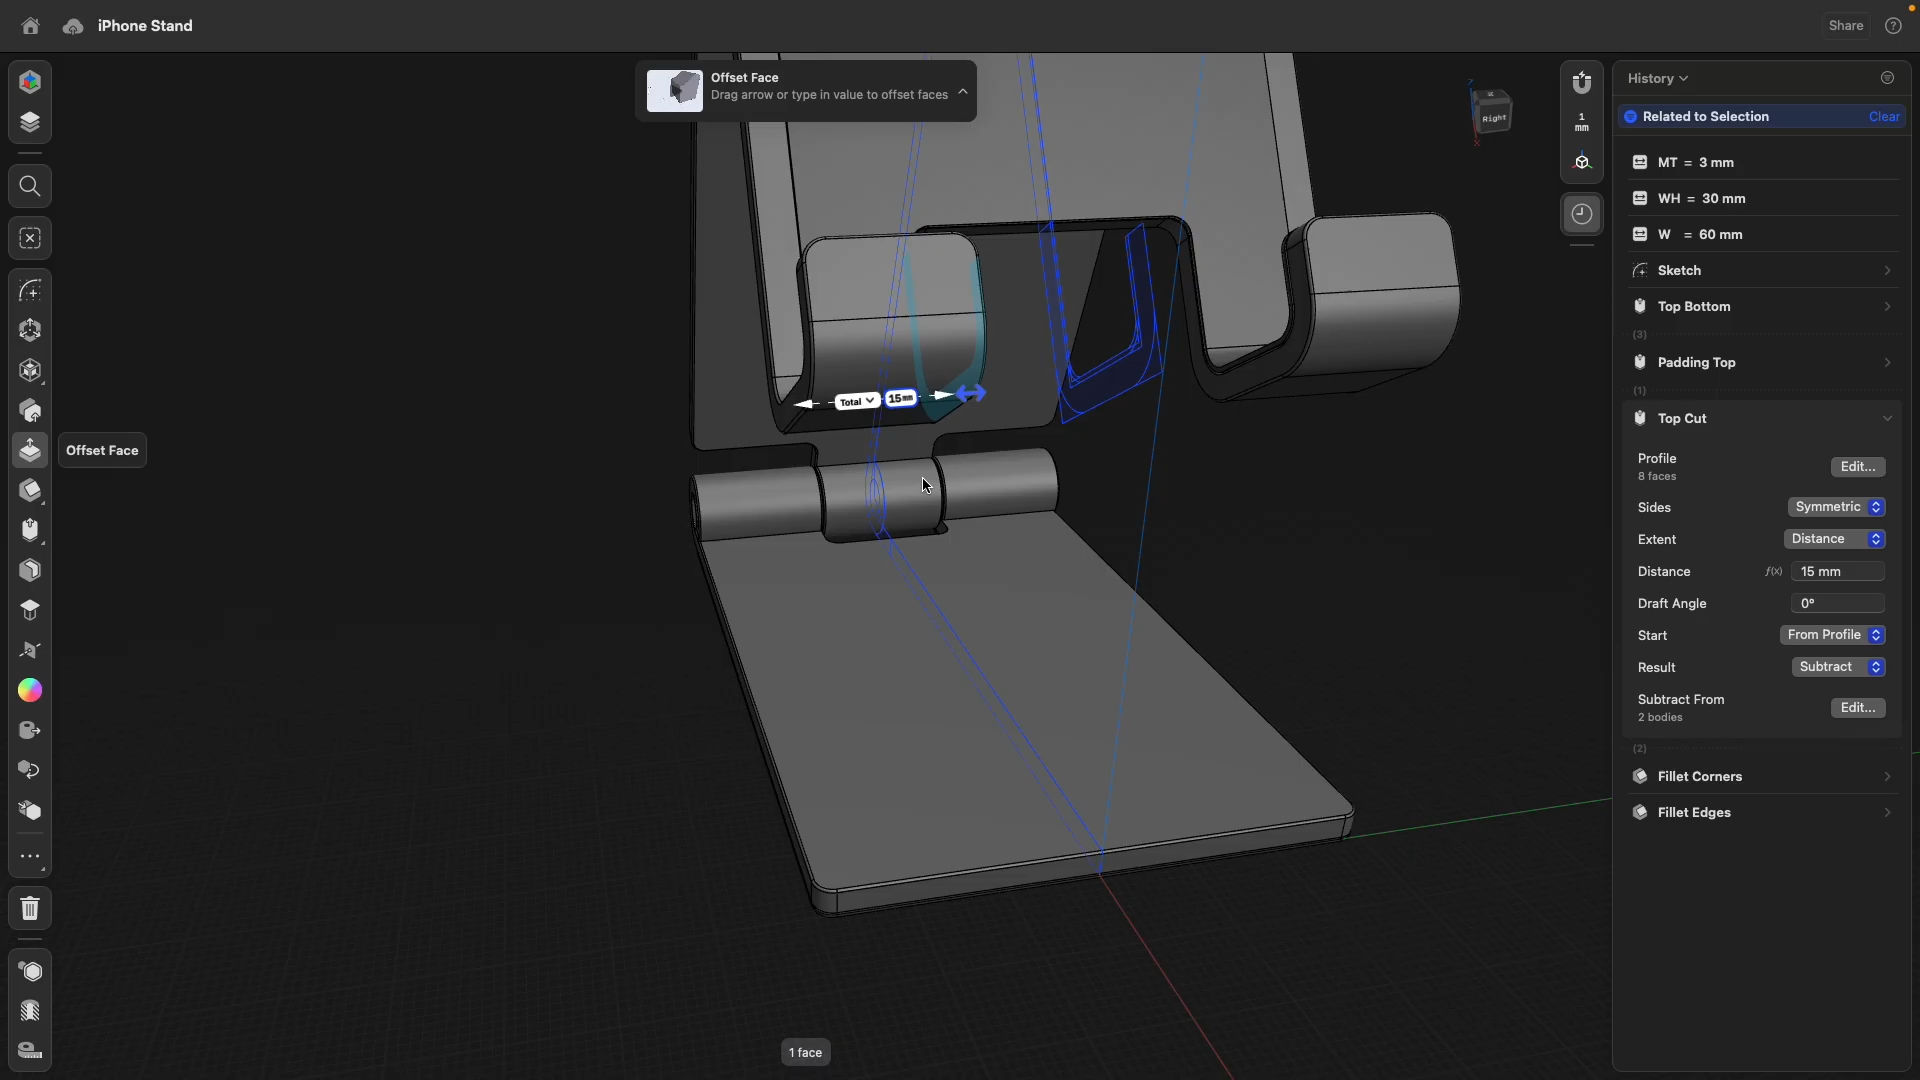 iPhone Stand
Share
Offset Face
Drag arrow or type in value to offset faces
Right
Z
X
1
mm
History
Related to Selection
Clear
MT = 3 mm
WH = 30 mm
W = 60 mm
Sketch
Top Bottom
(3)
Padding Top
(1)
Top Cut
Profile
8 faces
Edit...
Sides
Symmetric
Extent
Distance
Distance
f(x)
15 mm
Draft Angle
0°
Start
From Profile
Result
Subtract
Subtract From
2 bodies
Edit...
(2)
Fillet Corners
Fillet Edges
Total
15 mm
Offset Face
1 face